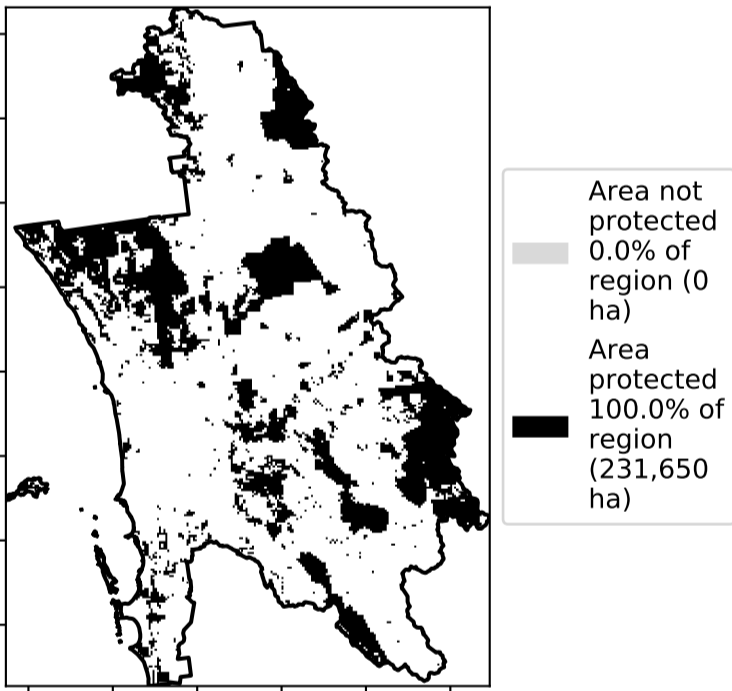 Area not
protected
0.0% of
region (0
ha)
Area
protected
100.0% of
region
(231,650
ha)